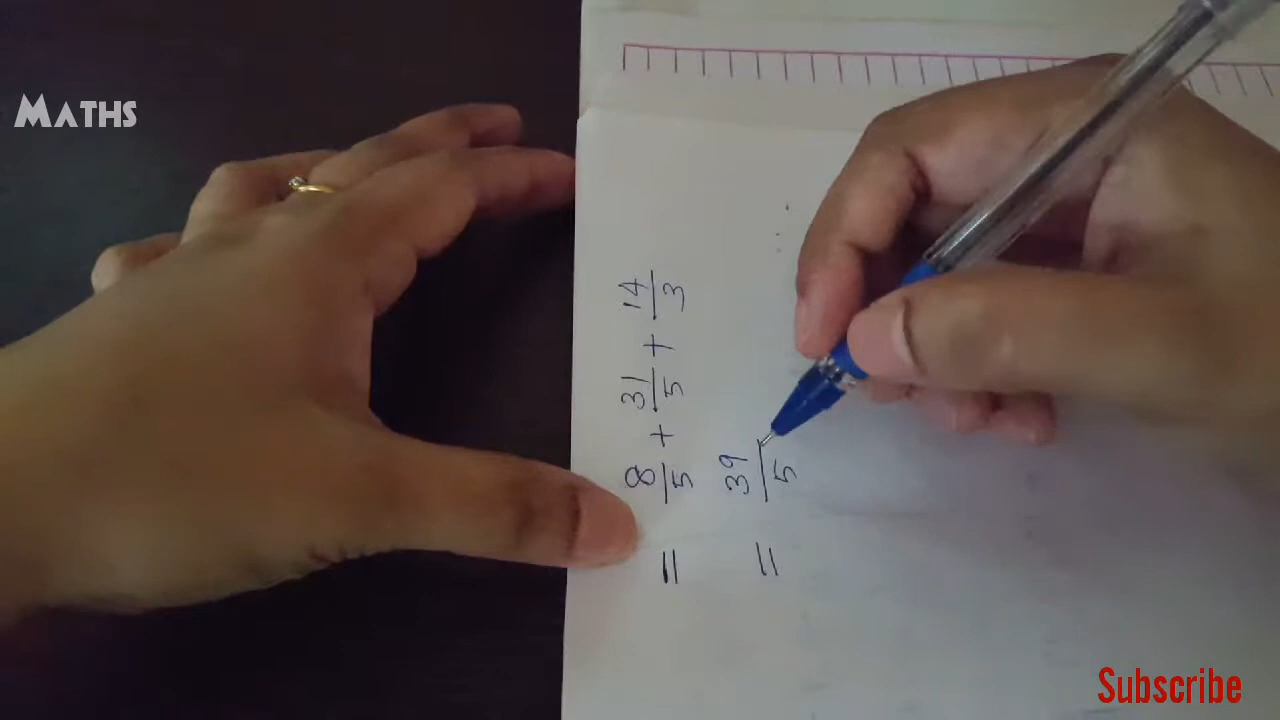 MATHS
= 8/5 + 31/5 + 14/3
= 39/5
Subscribe